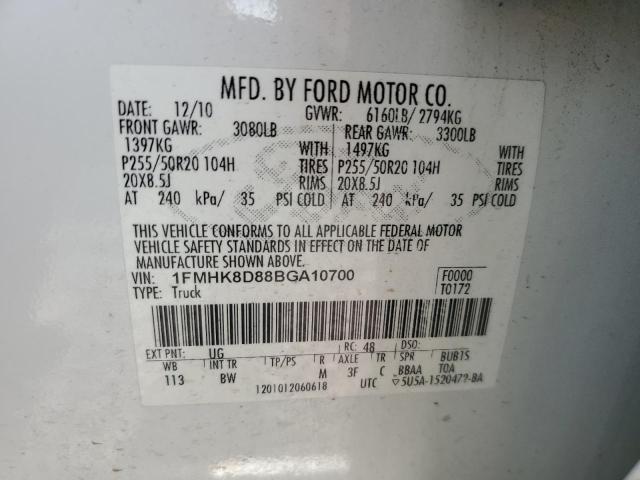 MFD. BY FORD MOTOR CO.
DATE: 12/10 GVWR: 6160LB/ 2794KG
FRONT GAWR: 3080LB REAR GAWR: 3300LB
1397KG 1497KG
P255/50R20 104H TIRES P255/50R20 104H TIRES
20X8.5J RIMS 20X8.5J RIMS
AT 240 kPa/ 35 PSI COLD AT 240 kPa/ 35 PSI COLD
THIS VEHICLE CONFORMS TO ALL APPLICABLE FEDERAL MOTOR
VEHICLE SAFETY STANDARDS IN EFFECT ON THE DATE OF
MANUFACTURE SHOWN ABOVE.
VIN: 1FMHK8D88BGA10700 F0000
TYPE: Truck T0172
EXT PNT: UG RC: 48 DSO:
WB INT TR TP/PS R AXLE TR SPR BUBTS
113 BW M 3F C BBAA TOA
1201012060618 UTC ▽5U5A-1520472-BA